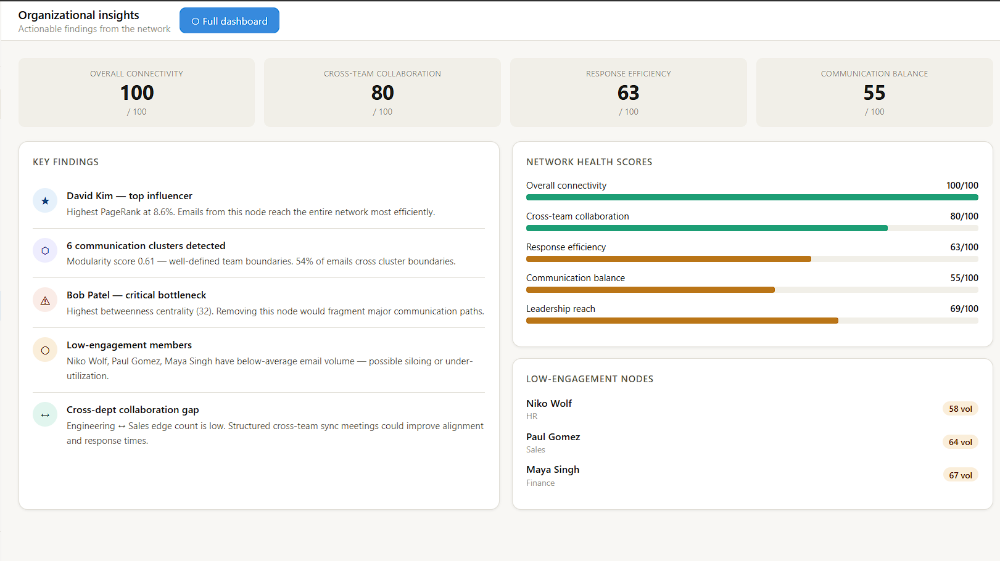 Organizational insights
Actionable findings from the network
Full dashboard
OVERALL CONNECTIVITY
100
/ 100
CROSS-TEAM COLLABORATION
80
/ 100
RESPONSE EFFICIENCY
63
/ 100
COMMUNICATION BALANCE
55
/ 100
KEY FINDINGS
David Kim — top influencer
Highest PageRank at 8.6%. Emails from this node reach the entire network most efficiently.
6 communication clusters detected
Modularity score 0.61 — well-defined team boundaries. 54% of emails cross cluster boundaries.
Bob Patel — critical bottleneck
Highest betweenness centrality (32). Removing this node would fragment major communication paths.
Low-engagement members
Niko Wolf, Paul Gomez, Maya Singh have below-average email volume — possible siloing or under-
utilization.
Cross-dept collaboration gap
Engineering ↔ Sales edge count is low. Structured cross-team sync meetings could improve alignment
and response times.
NETWORK HEALTH SCORES
Overall connectivity 100/100
Cross-team collaboration 80/100
Response efficiency 63/100
Communication balance 55/100
Leadership reach 69/100
LOW-ENGAGEMENT NODES
Niko Wolf
HR
58 vol
Paul Gomez
Sales
64 vol
Maya Singh
Finance
67 vol